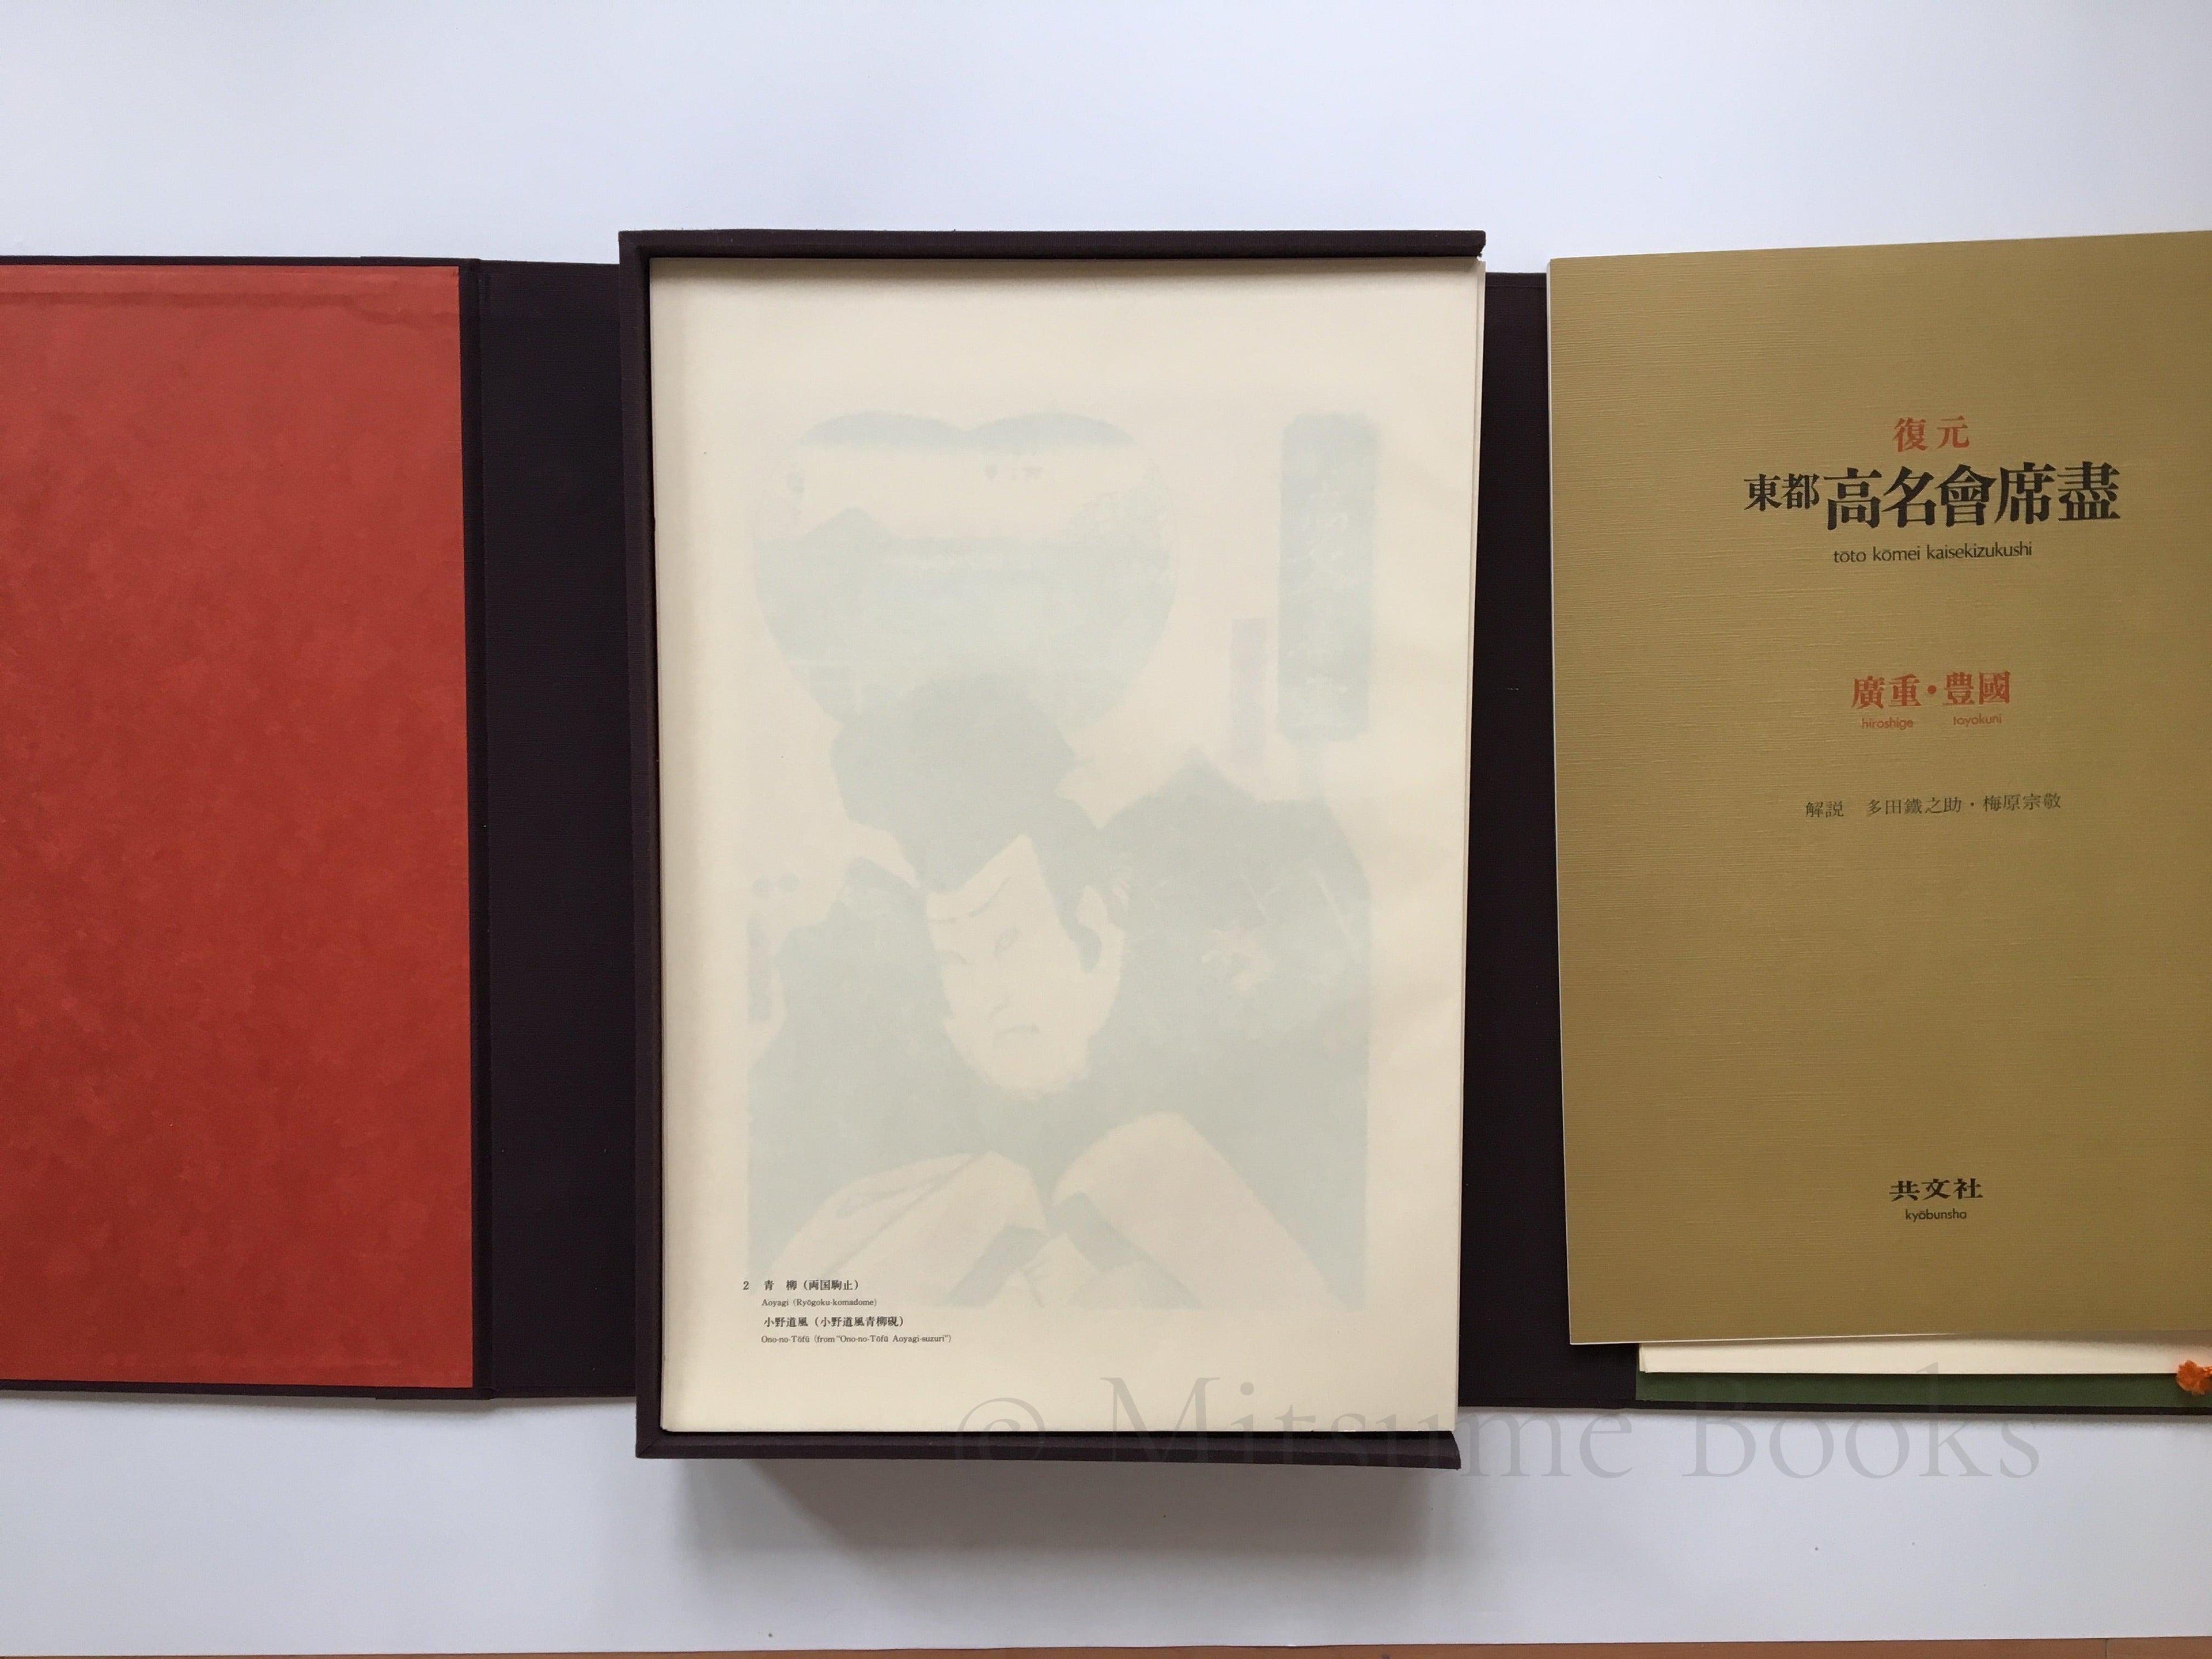 2 青 柳（両国駒止）
Aoyagi (Ryōgoku-komadome)
小野道風（小野道風青柳硯）
Ono-no-Tōfū (from "Ono-no-Tōfū Aoyagi-suzuri")
復元
東都高名會席盡
tōto kōmei kaisekizukushi
廣重・豊國
hiroshige toyokuni
解説 多田鐵之助・梅原宗敬
共文社
kyōbunsha
© Mitsume Books